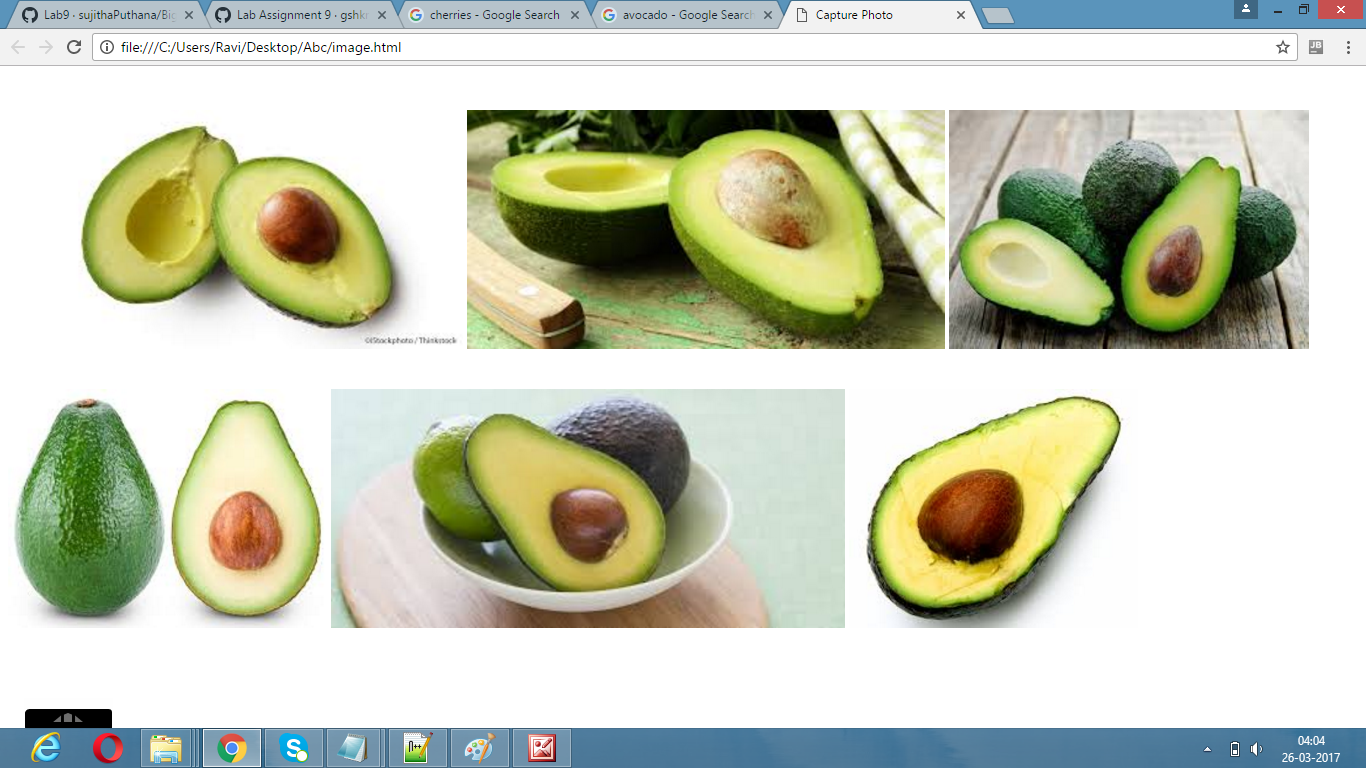 Lab9 · sujithaPuthana/Big
Lab Assignment 9 · gshk
cherries - Google Search
avocado - Google Search
Capture Photo
file:///C:/Users/Ravi/Desktop/Abc/image.html
JB
©iStockphoto / Thinkstock
04:04
26-03-2017